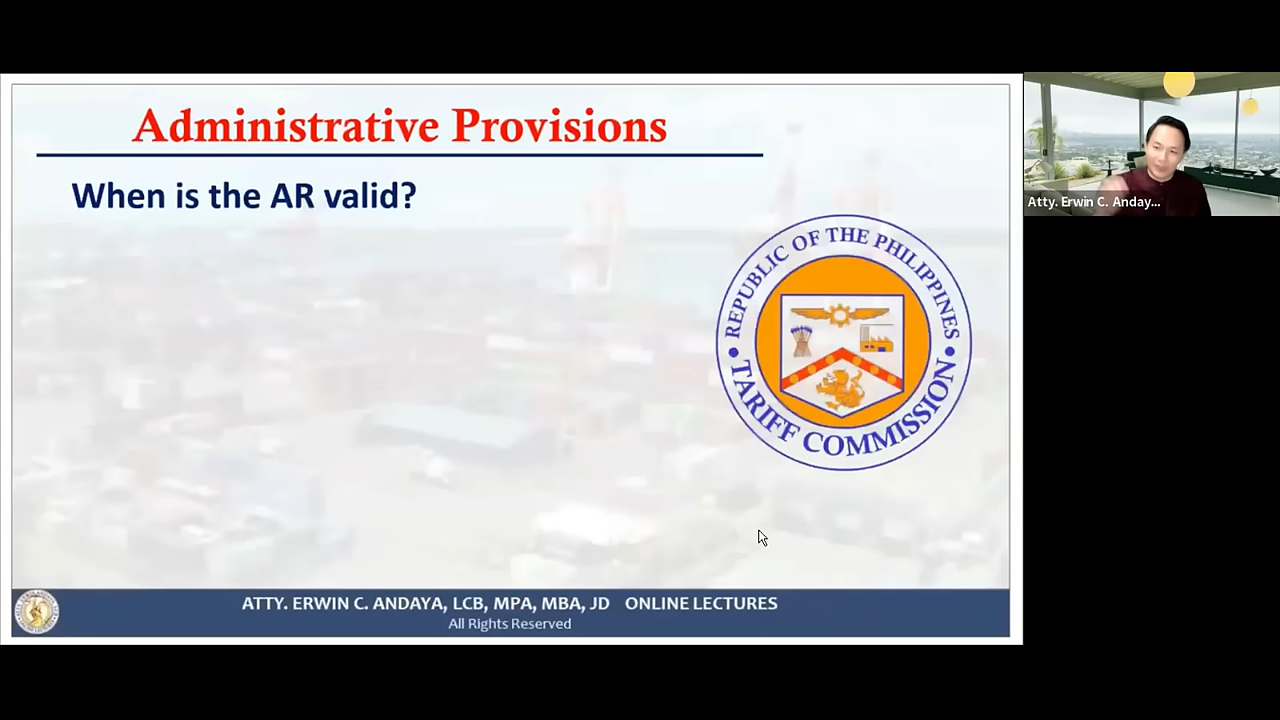 Administrative Provisions
When is the AR valid?
REPUBLIC OF THE PHILIPPINES
TARIFF COMMISSION
ATTY. ERWIN C. ANDAYA, LCB, MPA, MBA, JD ONLINE LECTURES
All Rights Reserved
Atty. Erwin C. Anday...